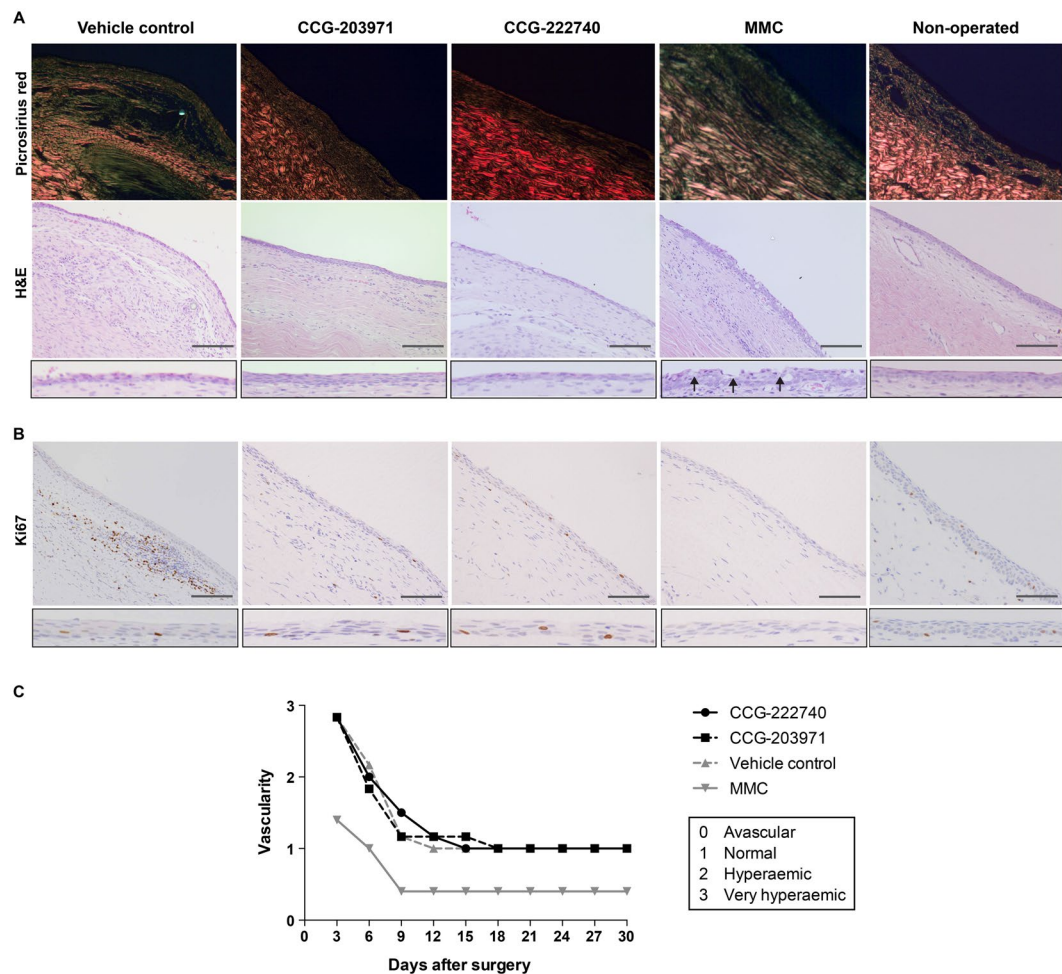 A
Vehicle control CCG-203971 CCG-222740 MMC Non-operated
Picrosirius red
H&E
B
Ki67
C
3
2
1
0
Vascularity
0 3 6 9 12 15 18 21 24 27 30
Days after surgery
CCG-222740
CCG-203971
Vehicle control
MMC
0 Avascular
1 Normal
2 Hyperaemic
3 Very hyperaemic